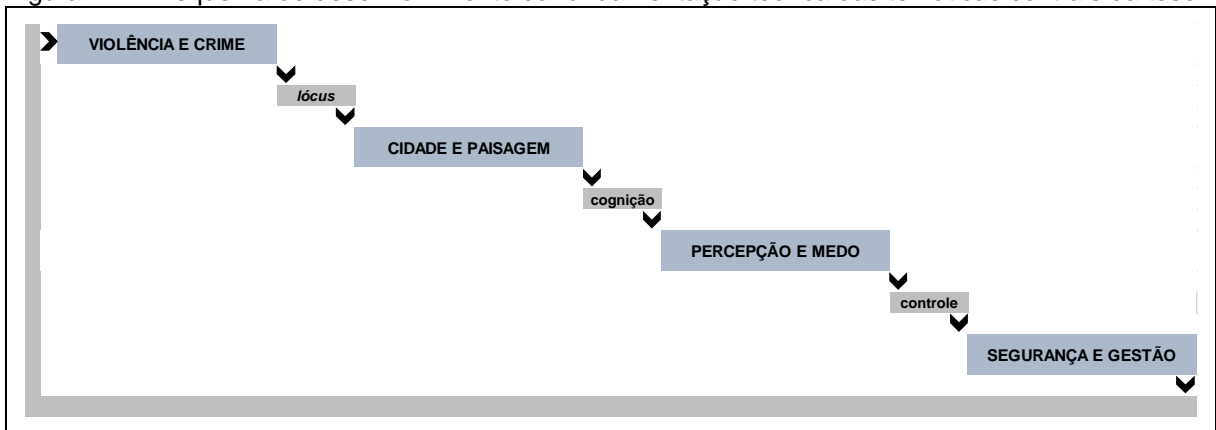 VIOLÊNCIA E CRIME
lócus
CIDADE E PAISAGEM
cognição
PERCEPÇÃO E MEDO
controle
SEGURANÇA E GESTÃO